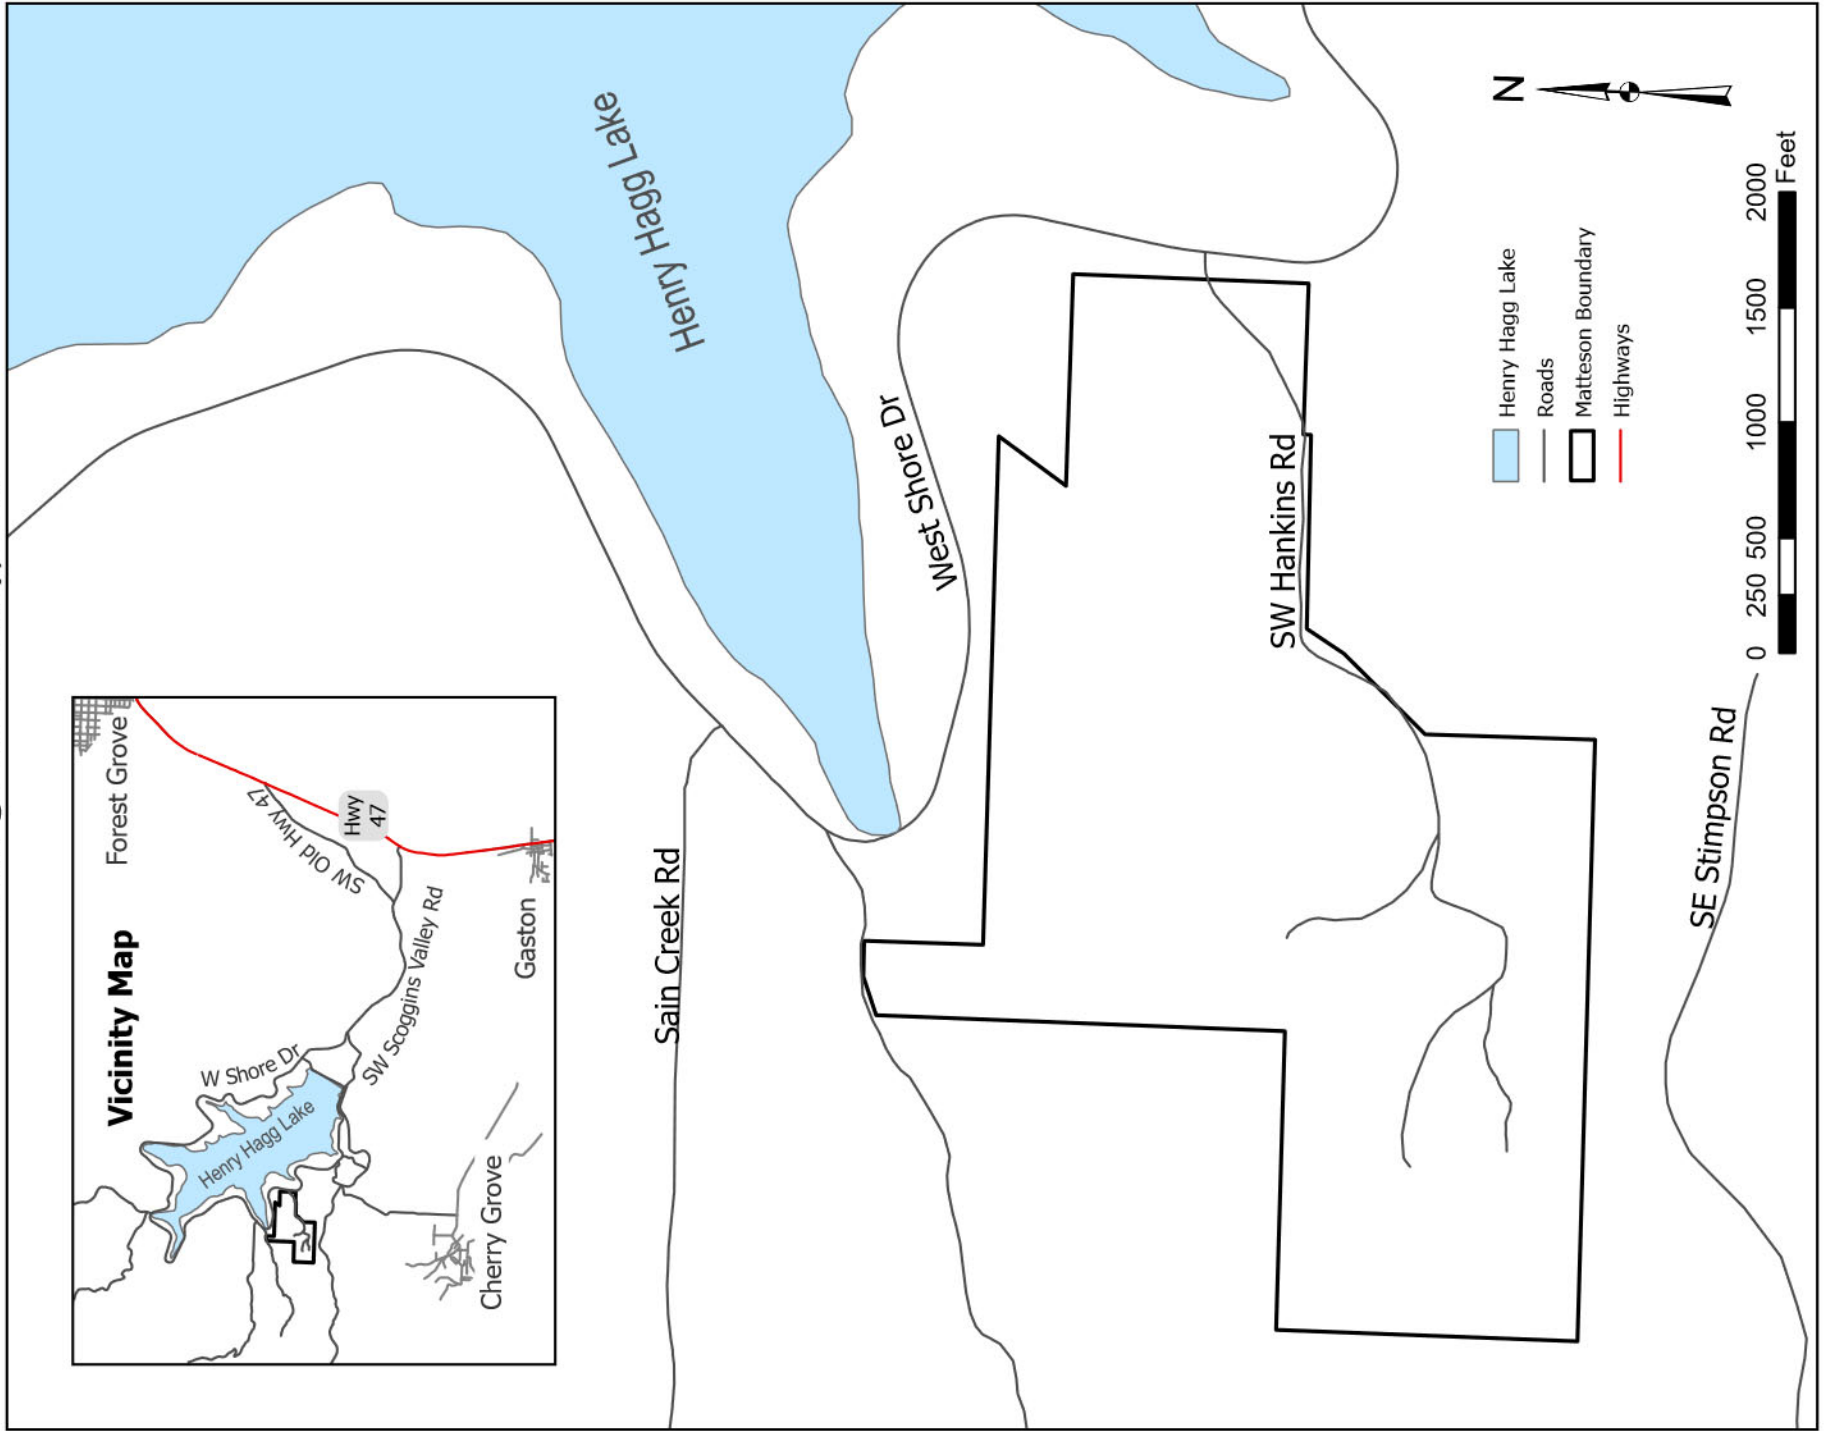 Vicinity Map
Forest Grove
SW Old Hwy 47
Hwy
47
W Shore Dr
SW Scoggins Valley Rd
Henry Hagg Lake
Gaston
Cherry Grove
Henry Hagg Lake
Sain Creek Rd
West Shore Dr
SW Hankins Rd
SE Stimpson Rd
N
Henry Hagg Lake
Roads
Matteson Boundary
Highways
0 250 500 1000 1500 2000
Feet